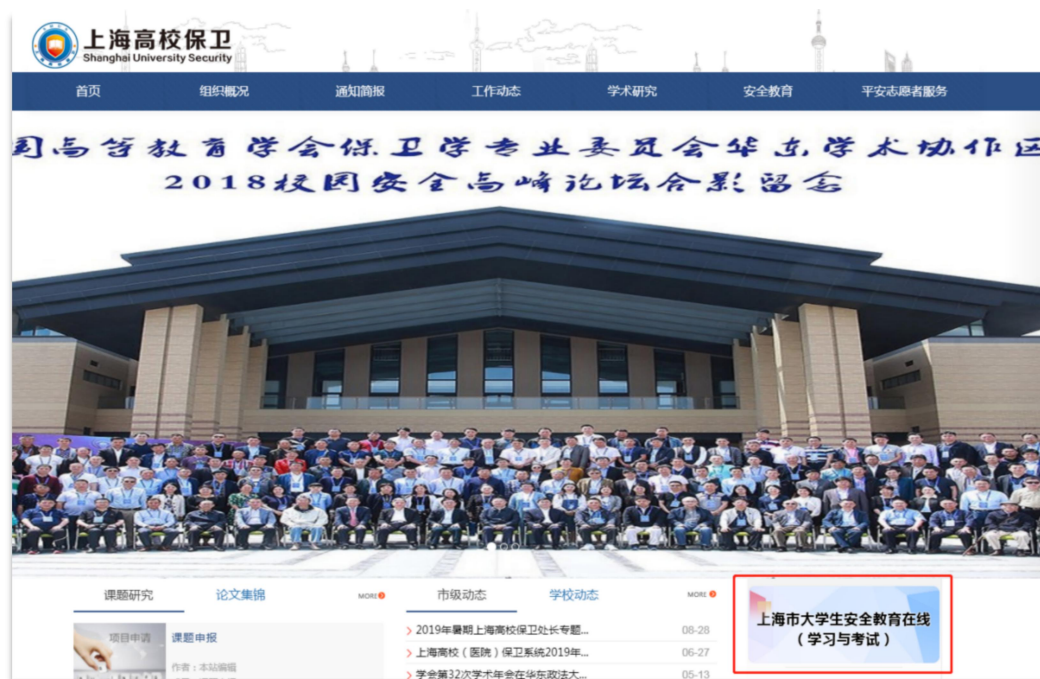 上海高校保卫
Shanghai University Security
首页 组织概况 通知简报 工作动态 学术研究 安全教育 平安志愿者服务
国高等教育学会保卫学专业委员会华东学术协作区
2018校园安全高峰论坛合影留念
课题研究 论文集锦 MORE
市级动态 学校动态 MORE
项目申请
课题申报
作者：本站编辑
2019年暑期上海高校保卫处长专题... 08-28
上海高校（医院）保卫系统2019年... 06-27
学会第32次学术年会在华东政法大... 05-13
上海市大学生安全教育在线
（学习与考试）